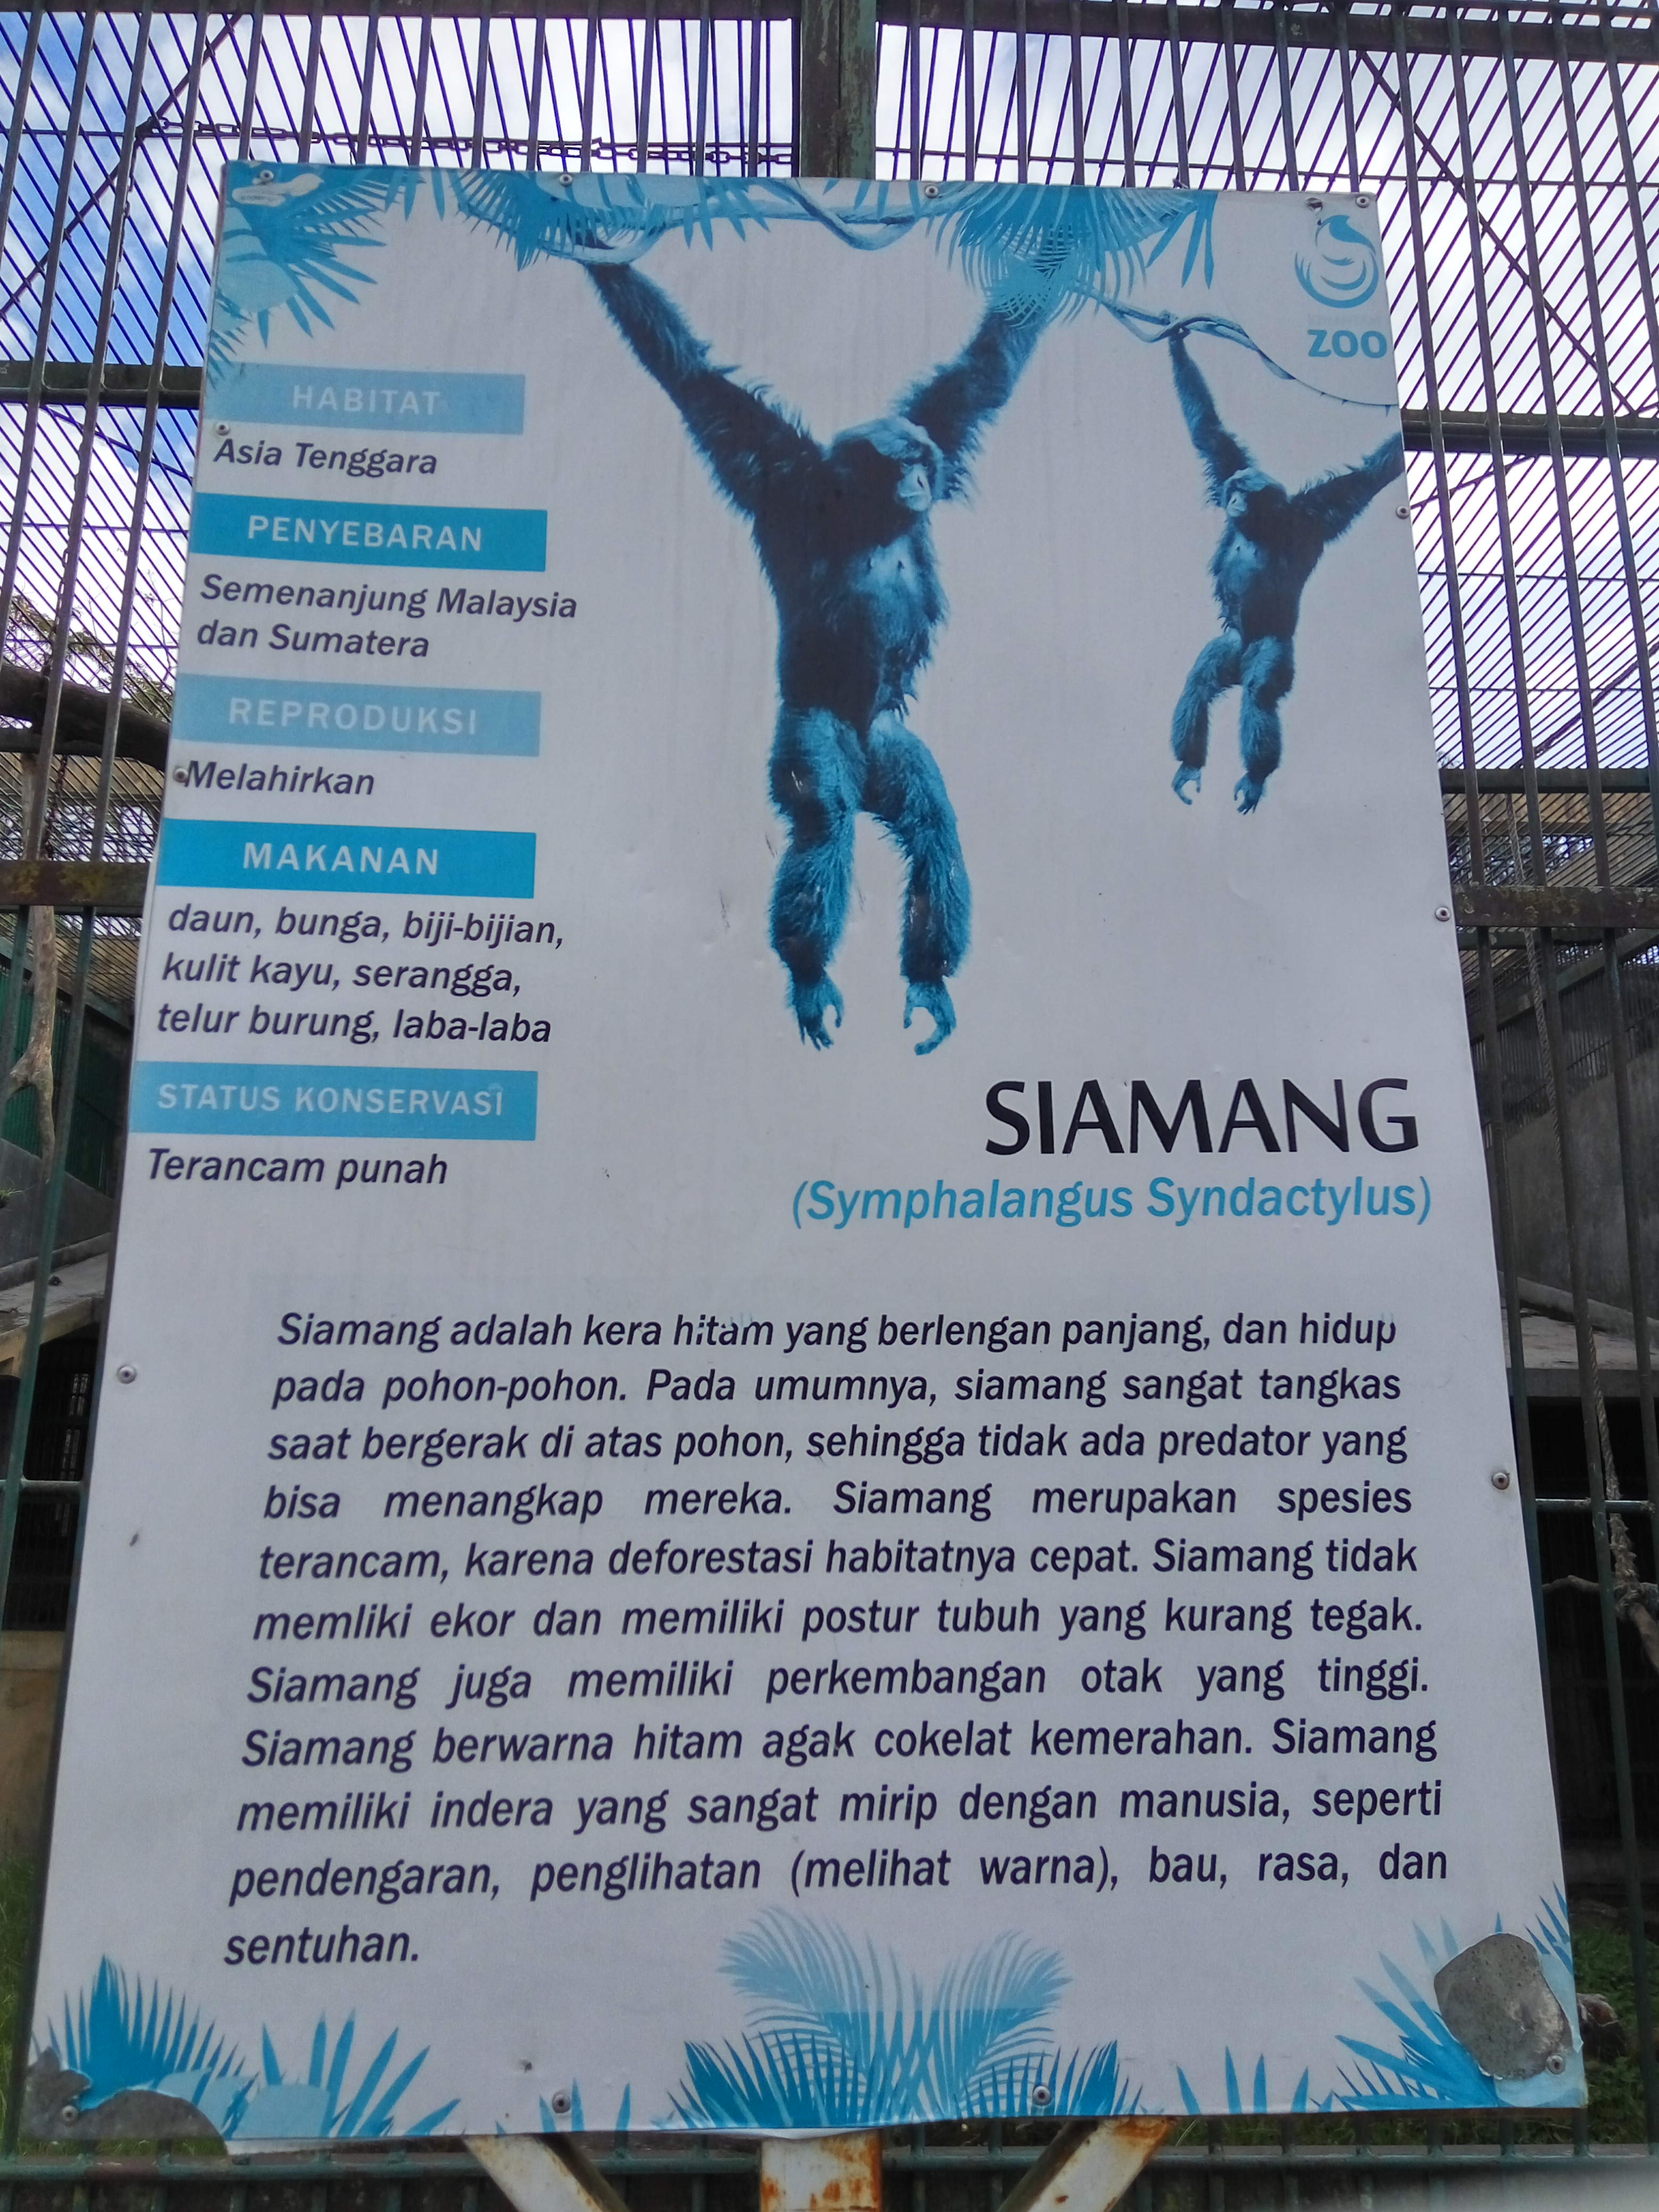 ZOO
HABITAT
Asia Tenggara
PENYEBARAN
Semenanjung Malaysia
dan Sumatera
REPRODUKSI
Melahirkan
MAKANAN
daun, bunga, biji-bijian,
kulit kayu, serangga,
telur burung, laba-laba
STATUS KONSERVASI
Terancam punah
SIAMANG
(Symphalangus Syndactylus)
Siamang adalah kera hitam yang berlengan panjang, dan hidup
pada pohon-pohon. Pada umumnya, siamang sangat tangkas
saat bergerak di atas pohon, sehingga tidak ada predator yang
bisa menangkap mereka. Siamang merupakan spesies
terancam, karena deforestasi habitatnya cepat. Siamang tidak
memliki ekor dan memiliki postur tubuh yang kurang tegak.
Siamang juga memiliki perkembangan otak yang tinggi.
Siamang berwarna hitam agak cokelat kemerahan. Siamang
memiliki indera yang sangat mirip dengan manusia, seperti
pendengaran, penglihatan (melihat warna), bau, rasa, dan
sentuhan.